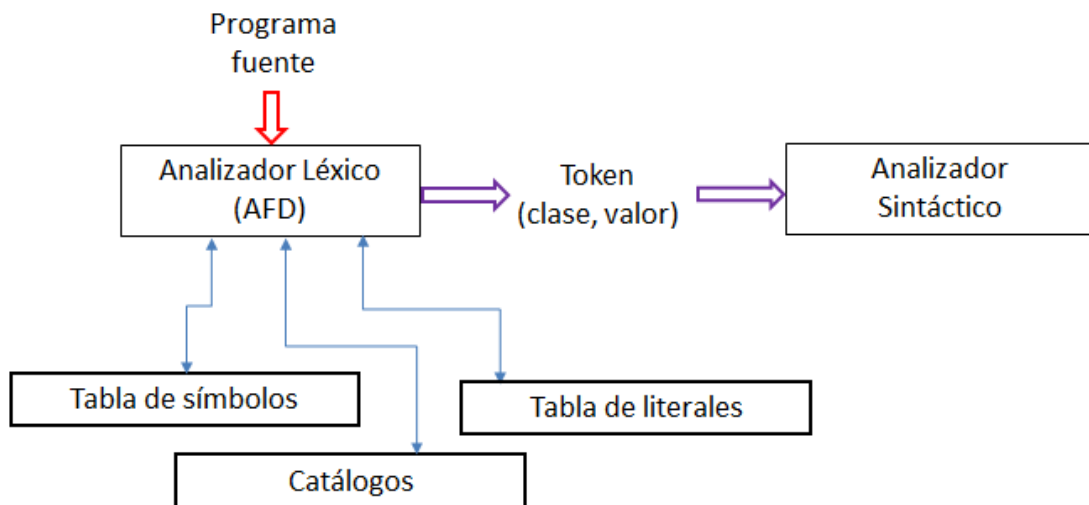 Programa
fuente
Analizador Léxico
(AFD)
Token
(clase, valor)
Analizador
Sintáctico
Tabla de símbolos
Tabla de literales
Catálogos